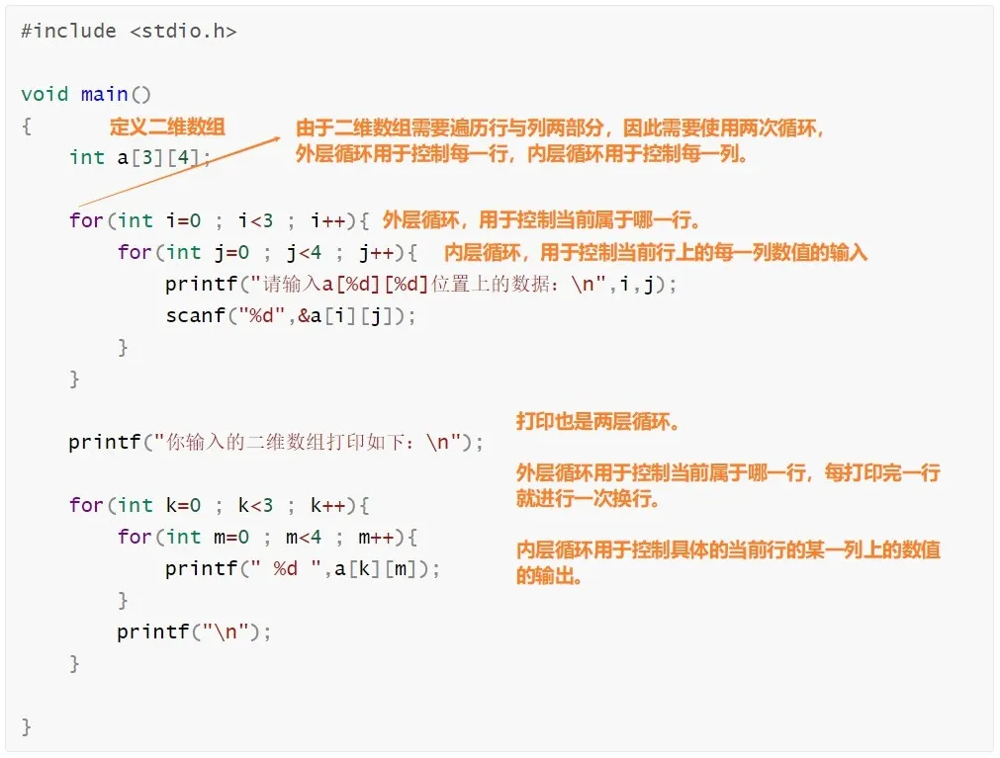 #include <stdio.h>
void main()
{ 定义二维数组
由于二维数组需要遍历行与列两部分，因此需要使用两次循环，
int a[3][4];
外层循环用于控制每一行，内层循环用于控制每一列。
for(int i=0 ; i<3 ; i++){ 外层循环，用于控制当前属于哪一行。
for(int j=0 ; j<4 ; j++){ 内层循环，用于控制当前行上的每一列数值的输入
printf("请输入a[%d][%d]位置上的数据：\n",i,j);
scanf("%d",&a[i][j]);
}
}
printf("你输入的二维数组打印如下：\n");
for(int k=0 ; k<3 ; k++){
for(int m=0 ; m<4 ; m++){
printf(" %d ",a[k][m]);
}
printf("\n");
}
}
打印也是两层循环。
外层循环用于控制当前属于哪一行，每打印完一行
就进行一次换行。
内层循环用于控制具体的当前行的某一列上的数值
的输出。